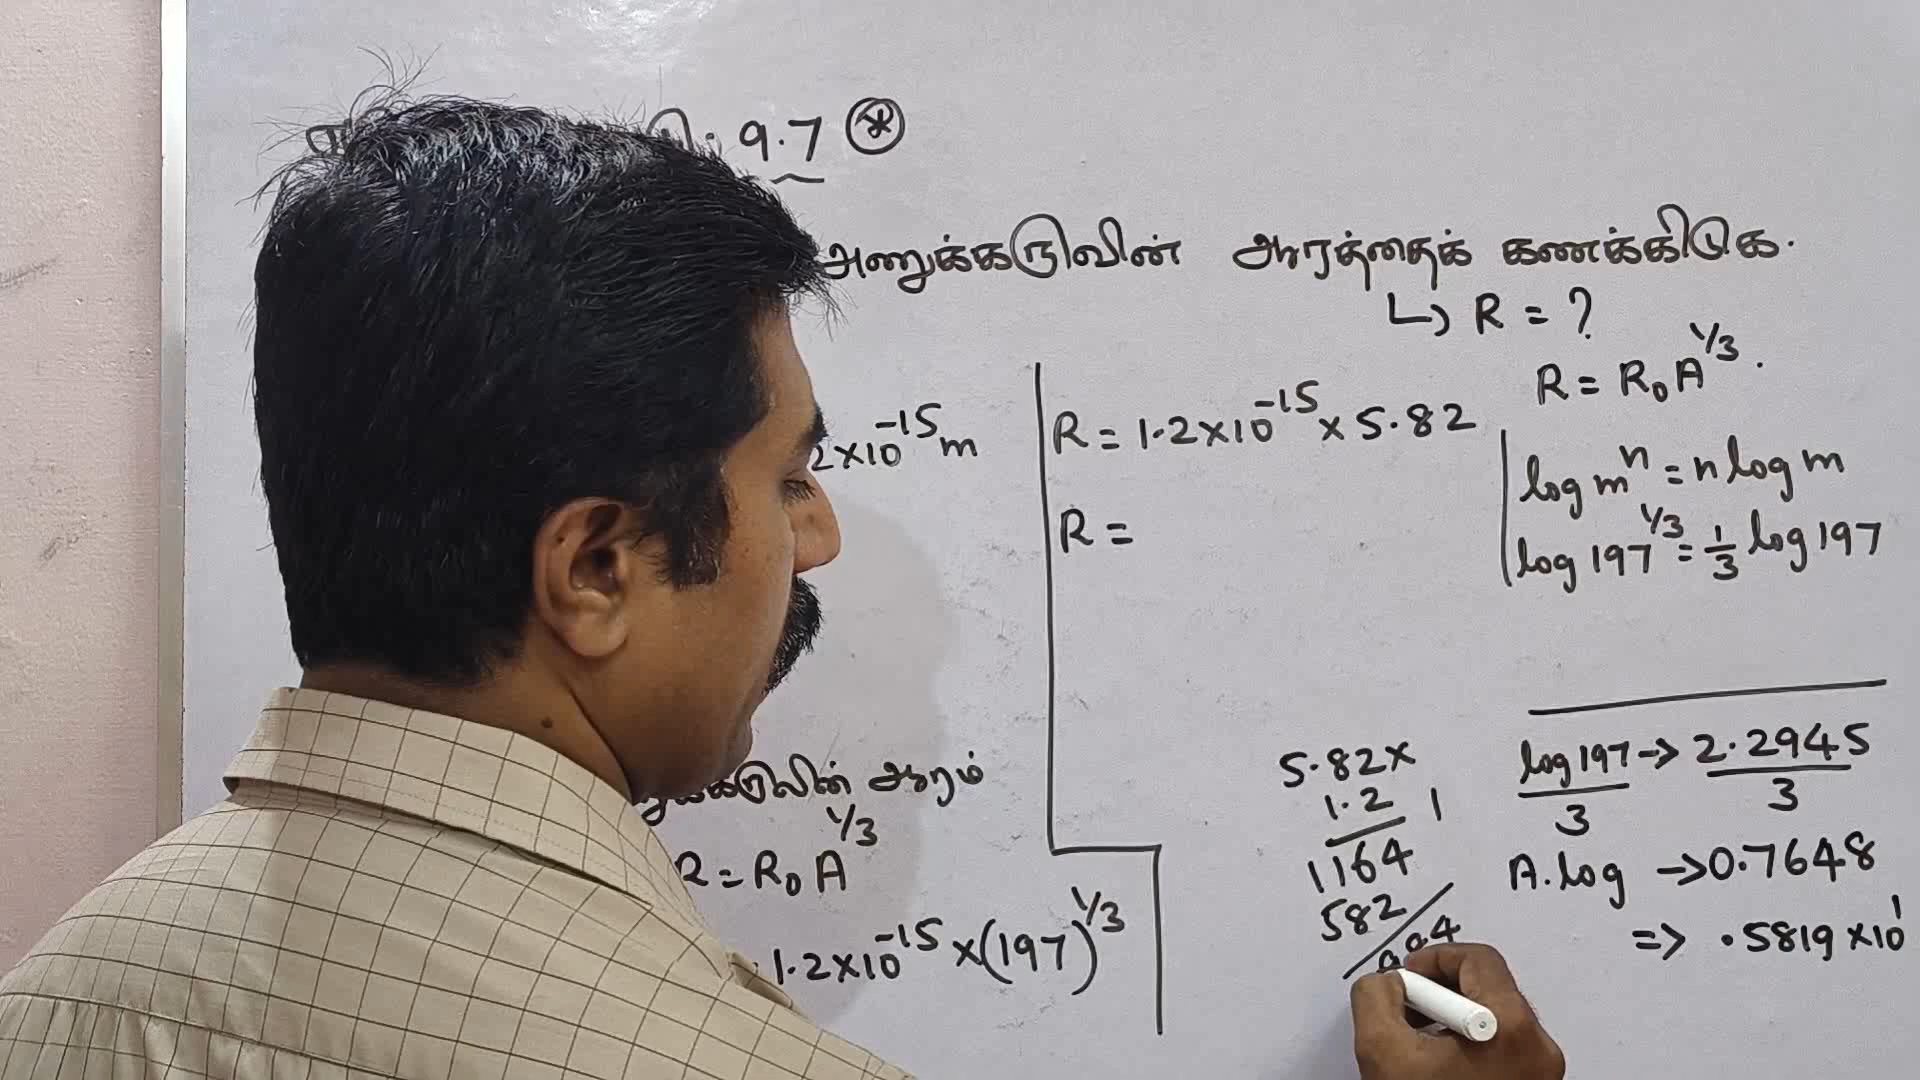 9.7 *
அணுக்கருவின் ஆரத்தைக் கணக்கிடுக.
↳ R = ?
R = R₀ A^1/3 .
2×10^-15 m
R = 1.2×10^-15 × 5.82
R =
log m^n = n log m
log 197^1/3 = 1/3 log 197
ஆரம்
R = R₀ A^1/3
1.2×10^-15 × (197)^1/3
5.82×
1.2
1
1164
582
log 197/3 → 2.2945/3
A.log → 0.7648
=> .5819 ×10^1